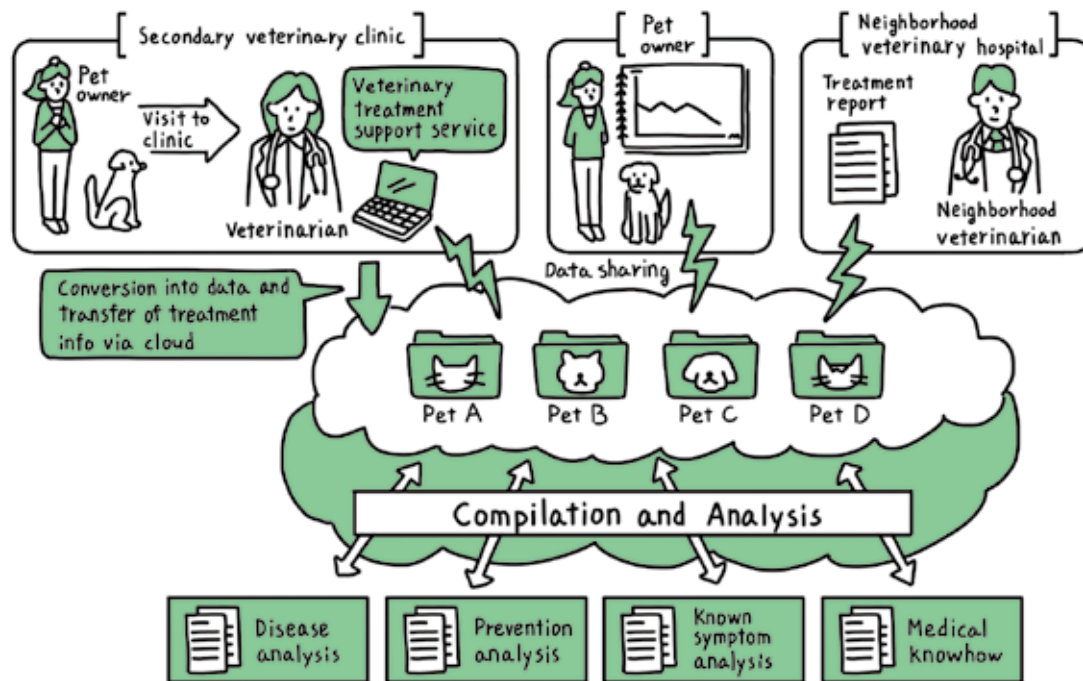 Secondary veterinary clinic
Pet
owner
Visit to
clinic
Veterinarian
Veterinary
treatment
support service
Pet
owner
Neighborhood
veterinary hospital
Treatment
report
Neighborhood
veterinarian
Conversion into data and
transfer of treatment
info via cloud
Data sharing
Pet A
Pet B
Pet C
Pet D
Compilation and Analysis
Disease
analysis
Prevention
analysis
Known
symptom
analysis
Medical
knowhow